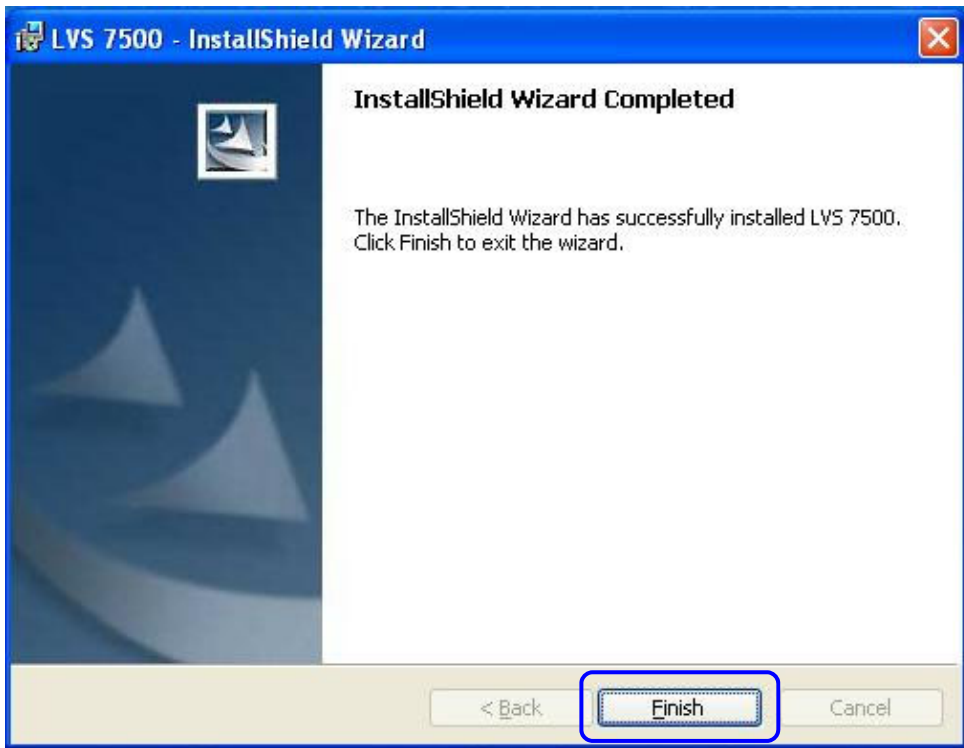 LVS 7500 - InstallShield Wizard
InstallShield Wizard Completed
The InstallShield Wizard has successfully installed LVS 7500.
Click Finish to exit the wizard.
< Back
Finish
Cancel